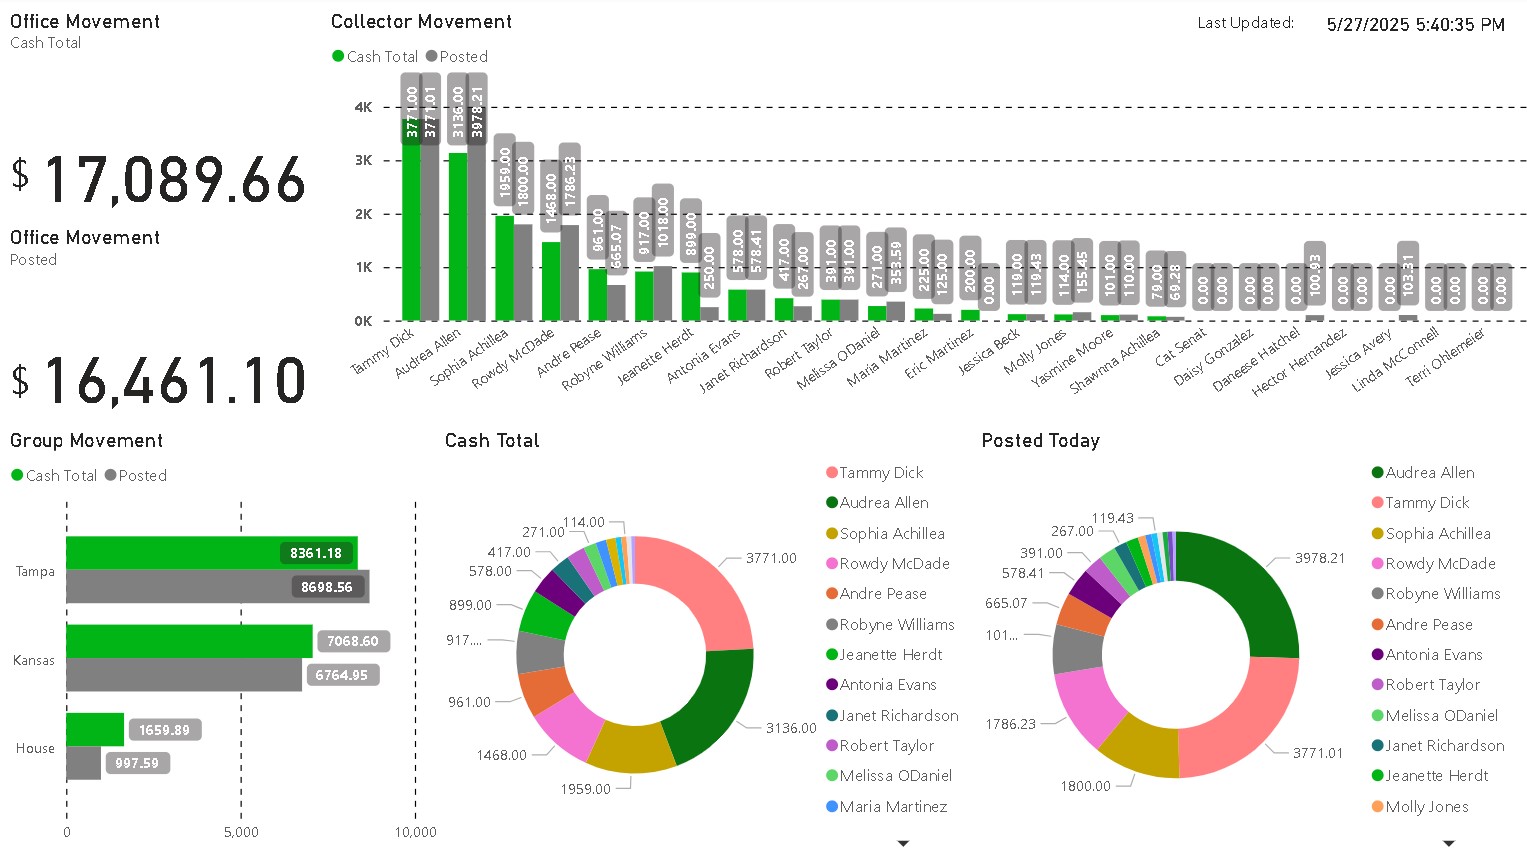 Office Movement
Cash Total
$ 17,089.66
Office Movement
Posted
$ 16,461.10
Collector Movement
Last Updated: 5/27/2025 5:40:35 PM
Cash Total Posted
4K
3K
2K
1K
0K
3771.00 3771.01 3136.00 3978.21 1959.00 1800.00 1468.00 1786.23 961.00 665.07 917.00 1018.00 899.00 250.00 578.00 578.41 417.00 267.00 391.00 391.00 271.00 353.59 225.00 125.00 200.00 0.00 119.00 119.43 114.00 155.45 101.00 110.00 79.00 69.28 0.00 0.00 0.00 0.00 0.00 100.93 0.00 0.00 0.00 103.31 0.00 0.00 0.00 0.00
Tammy Dick
Audrea Allen
Sophia Achillea
Rowdy McDade
Andre Pease
Robyne Williams
Jeanette Herdt
Antonia Evans
Janet Richardson
Robert Taylor
Melissa ODaniel
Maria Martinez
Eric Martinez
Jessica Beck
Molly Jones
Yasmine Moore
Shawnna Achillea
Cat Senat
Daisy Gonzalez
Daneese Hatchel
Hector Hernandez
Jessica Avery
Linda McConnell
Terri Ohlemeier
Group Movement
Cash Total Posted
Tampa
8361.18
8698.56
Kansas
7068.60
6764.95
House
1659.89
997.59
0 5,000 10,000
Cash Total
114.00
271.00
417.00
578.00
899.00
917....
961.00
1468.00
1959.00
3136.00
3771.00
Tammy Dick
Audrea Allen
Sophia Achillea
Rowdy McDade
Andre Pease
Robyne Williams
Jeanette Herdt
Antonia Evans
Janet Richardson
Robert Taylor
Melissa ODaniel
Maria Martinez
Posted Today
119.43
267.00
391.00
578.41
665.07
101...
1786.23
1800.00
3771.01
3978.21
Audrea Allen
Tammy Dick
Sophia Achillea
Rowdy McDade
Robyne Williams
Andre Pease
Antonia Evans
Robert Taylor
Melissa ODaniel
Janet Richardson
Jeanette Herdt
Molly Jones